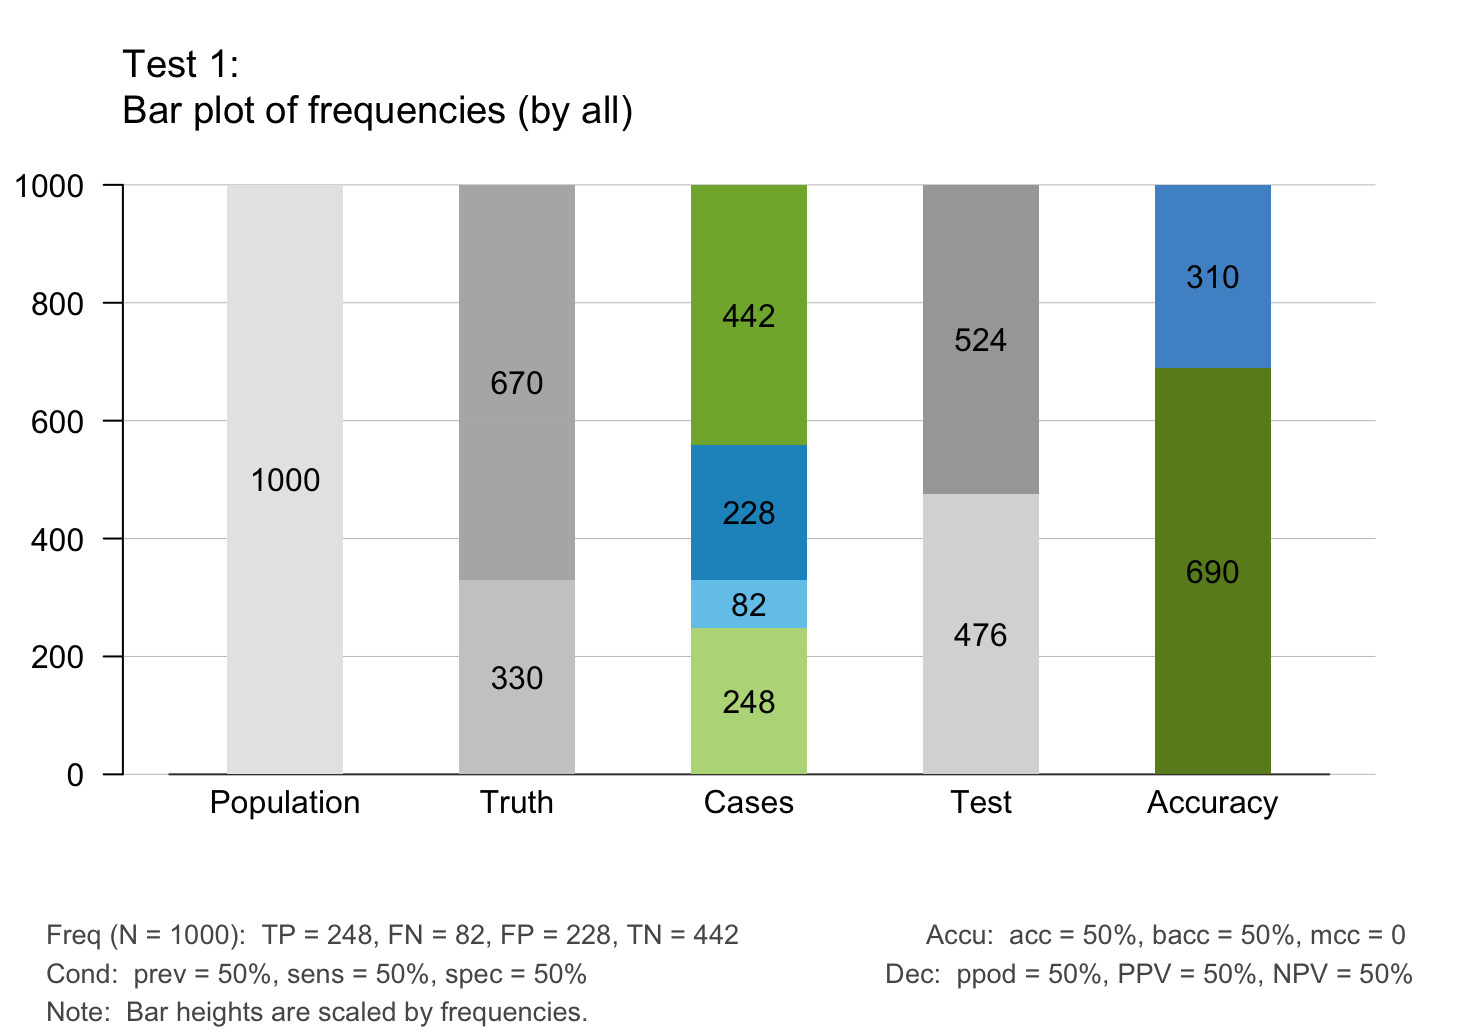 Test 1:
Bar plot of frequencies (by all)
1000
800
600
400
200
0
1000
670
330
442
228
82
248
524
476
310
690
Population
Truth
Cases
Test
Accuracy
Freq (N = 1000):  TP = 248, FN = 82, FP = 228, TN = 442
Accu:  acc = 50%, bacc = 50%, mcc = 0
Cond:  prev = 50%, sens = 50%, spec = 50%
Dec:  ppod = 50%, PPV = 50%, NPV = 50%
Note:  Bar heights are scaled by frequencies.